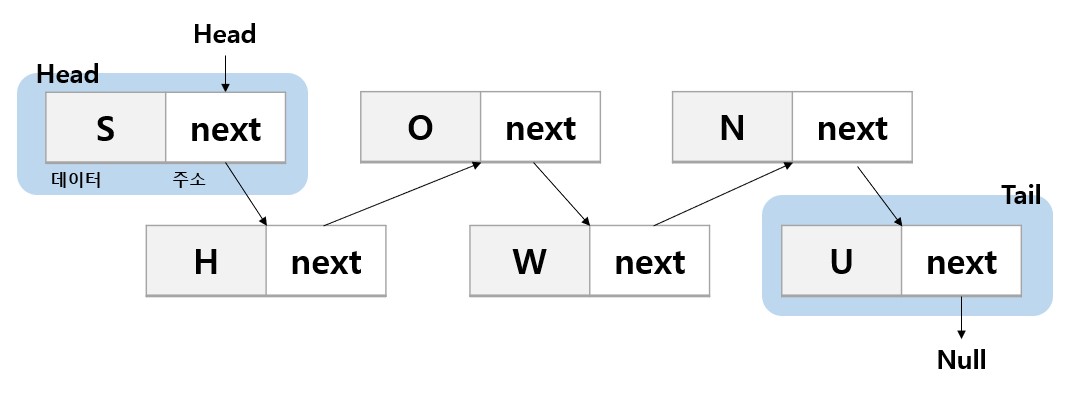 Head
Head
S next
데이터 주소
H next
O next
W next
N next
Tail
U next
Null